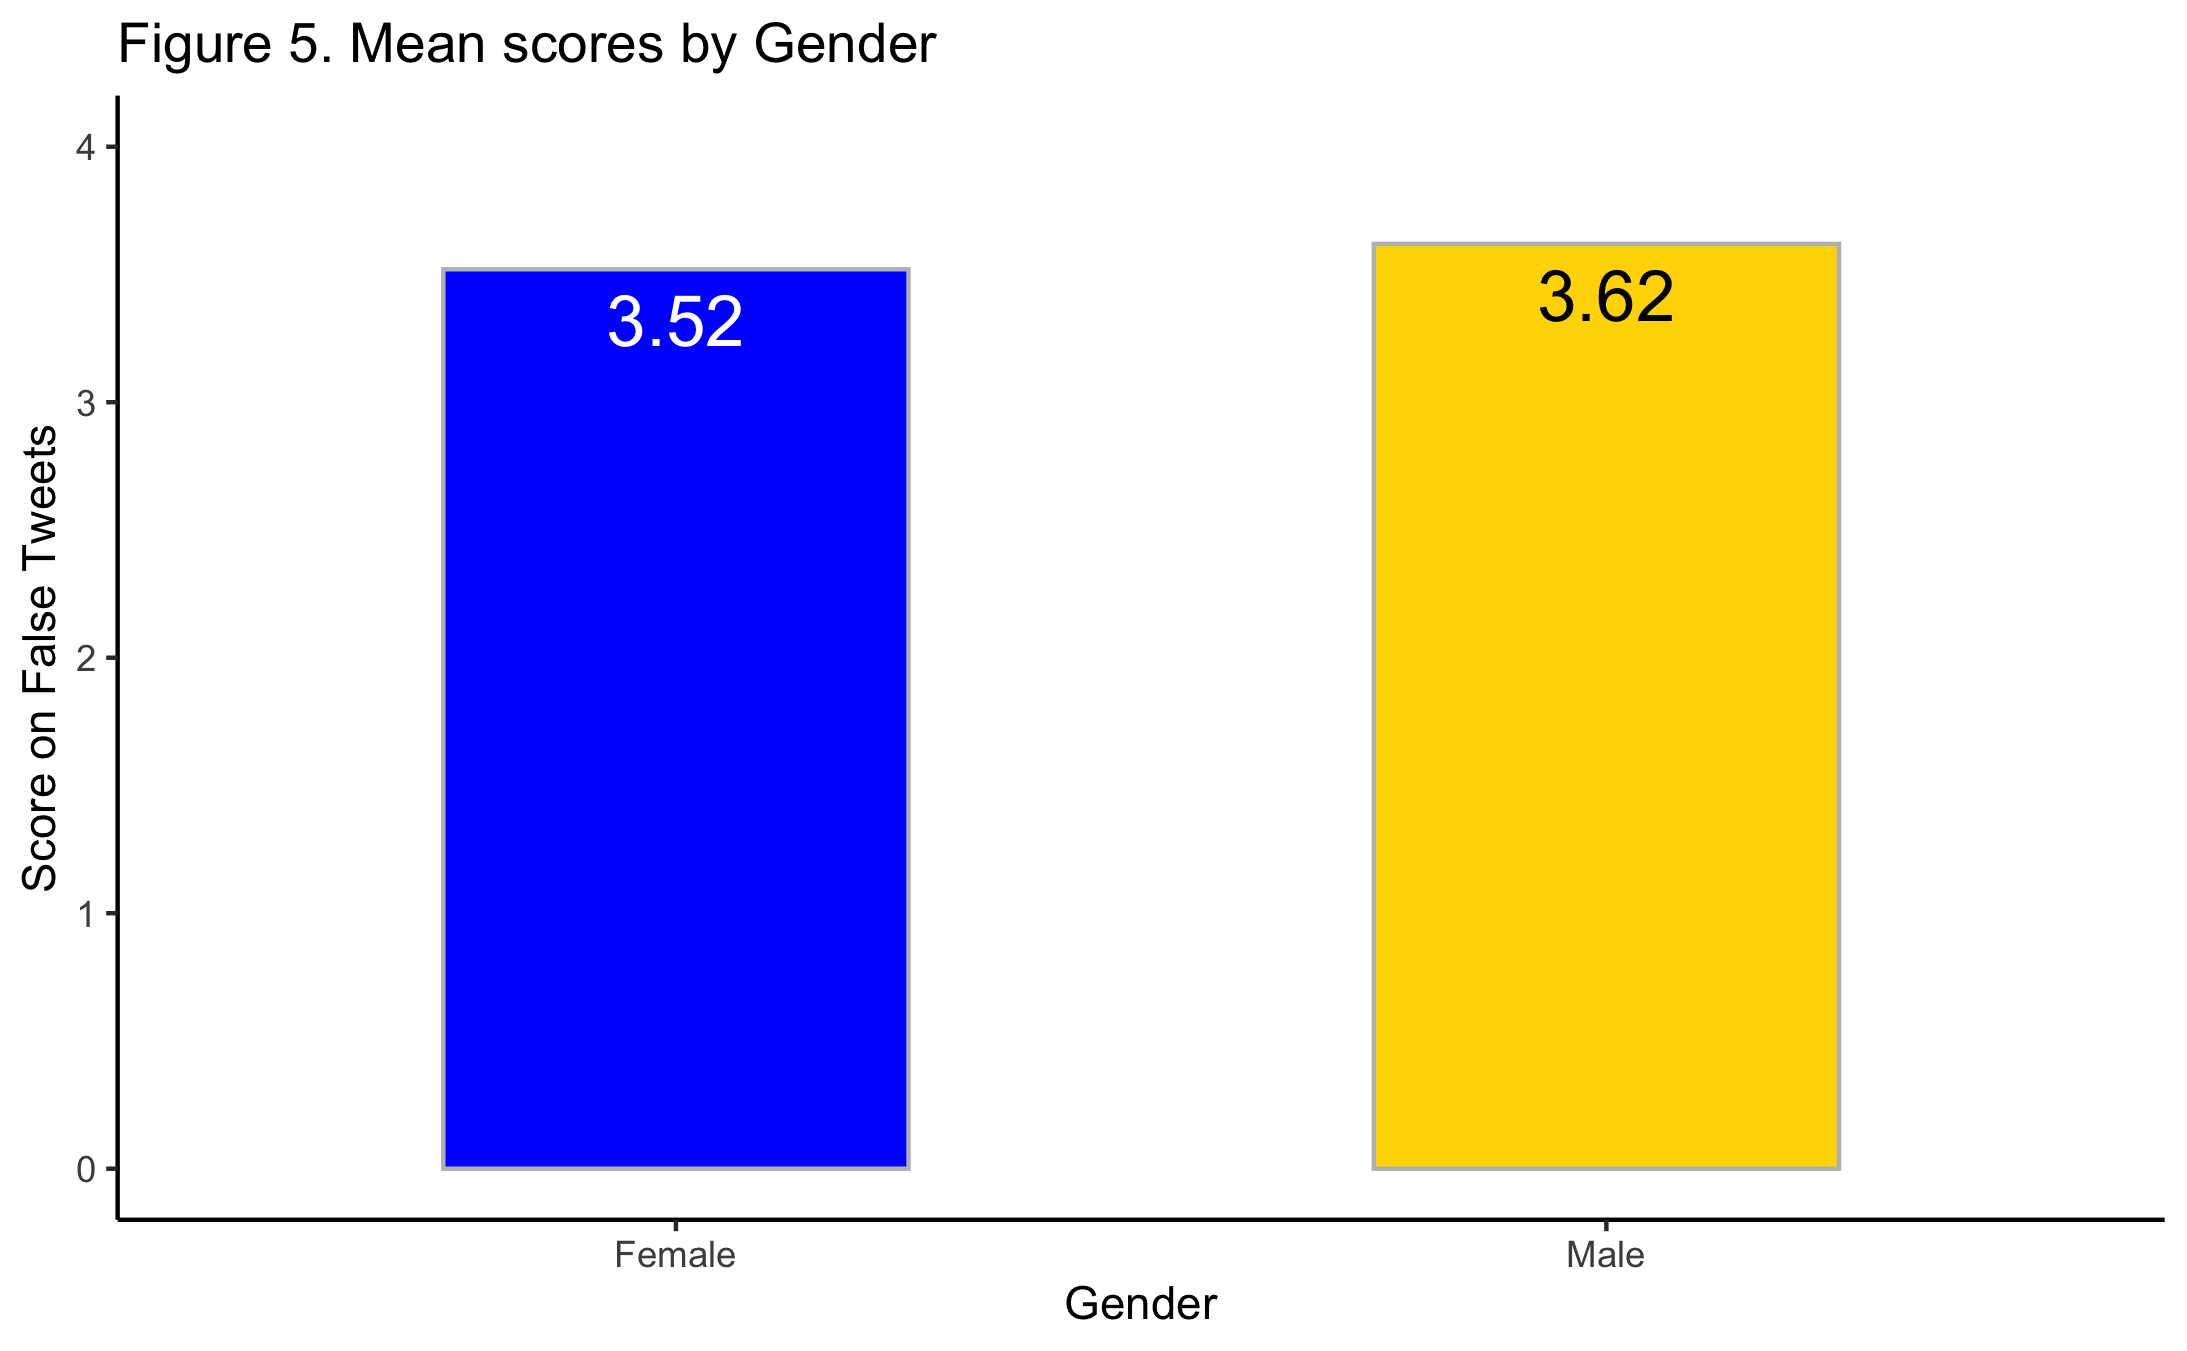 Figure 5. Mean scores by Gender
Score on False Tweets
4
3
2
1
0
3.52
3.62
Female
Male
Gender